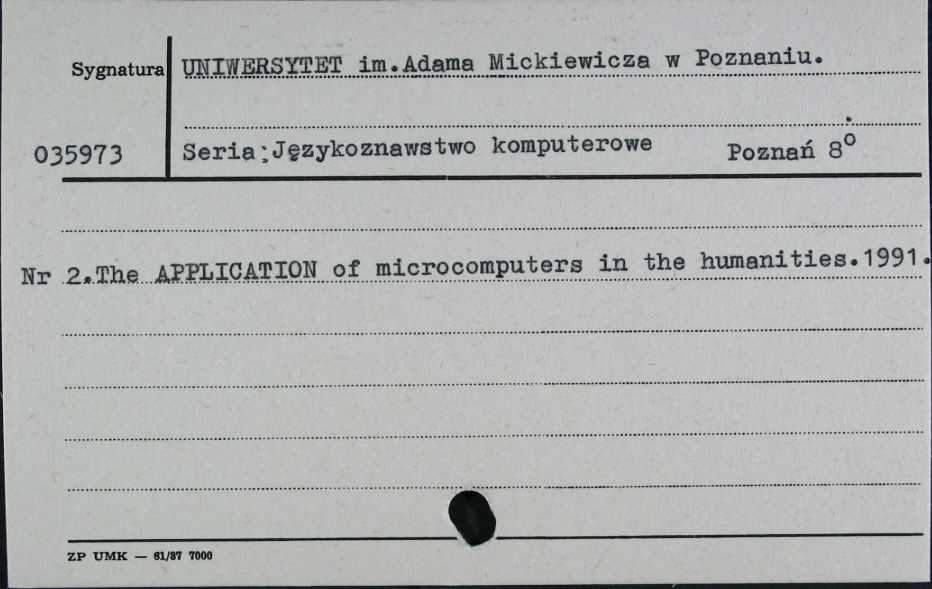 Sygnatura UNIWERSYTET im.Adama Mickiewicza w Poznaniu.
035973 Seria:Językoznawstwo komputerowe Poznań 8°
Nr 2.The APPLICATION of microcomputers in the humanities.1991.
ZP UMK — 61/87 7000